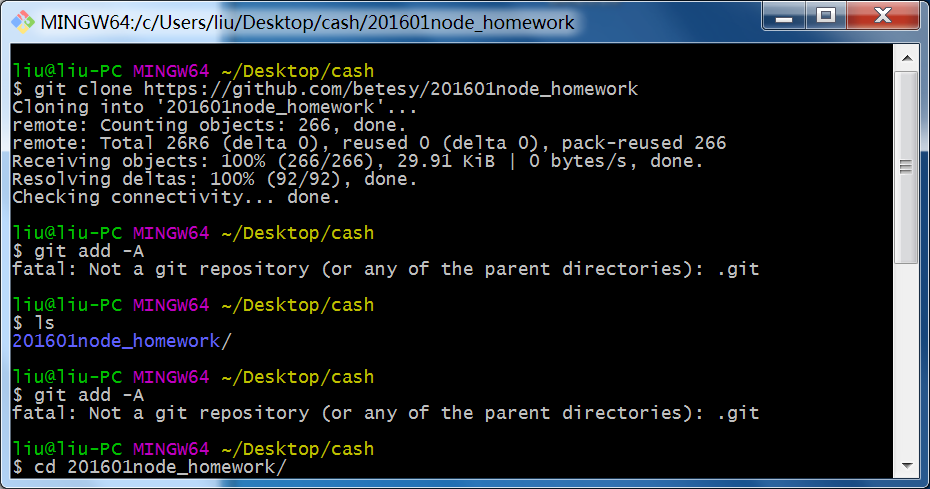 MINGW64:/c/Users/liu/Desktop/cash/201601node_homework
liu@liu-PC MINGW64 ~/Desktop/cash
$ git clone https://github.com/betesy/201601node_homework
Cloning into '201601node_homework'...
remote: Counting objects: 266, done.
remote: Total 26R6 (delta 0), reused 0 (delta 0), pack-reused 266
Receiving objects: 100% (266/266), 29.91 KiB | 0 bytes/s, done.
Resolving deltas: 100% (92/92), done.
Checking connectivity... done.
liu@liu-PC MINGW64 ~/Desktop/cash
$ git add -A
fatal: Not a git repository (or any of the parent directories): .git
liu@liu-PC MINGW64 ~/Desktop/cash
$ ls
201601node_homework/
liu@liu-PC MINGW64 ~/Desktop/cash
$ git add -A
fatal: Not a git repository (or any of the parent directories): .git
liu@liu-PC MINGW64 ~/Desktop/cash
$ cd 201601node_homework/